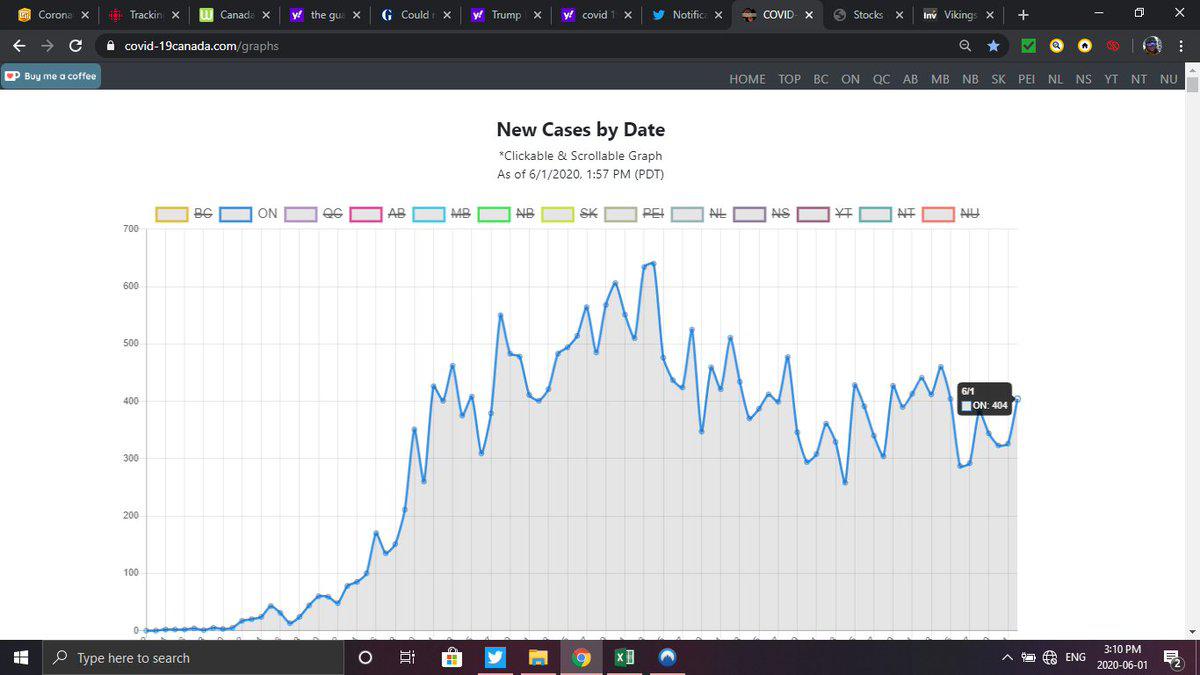 Corona
Trackin
Canada
the gua
Could
Trump
covid 1
Notific
COVID-
Stocks
Inv Vikings
covid-19canada.com/graphs
Buy me a coffee
HOME TOP BC ON QC AB MB NB SK PEI NL NS YT NT NU
New Cases by Date
*Clickable & Scrollable Graph
As of 6/1/2020, 1:57 PM (PDT)
BC ON QC AB MB NB SK PEI NL NS YT NT NU
700
600
500
400
300
200
100
0
6/1
ON: 404
Type here to search
ENG
3:10 PM
2020-06-01
2